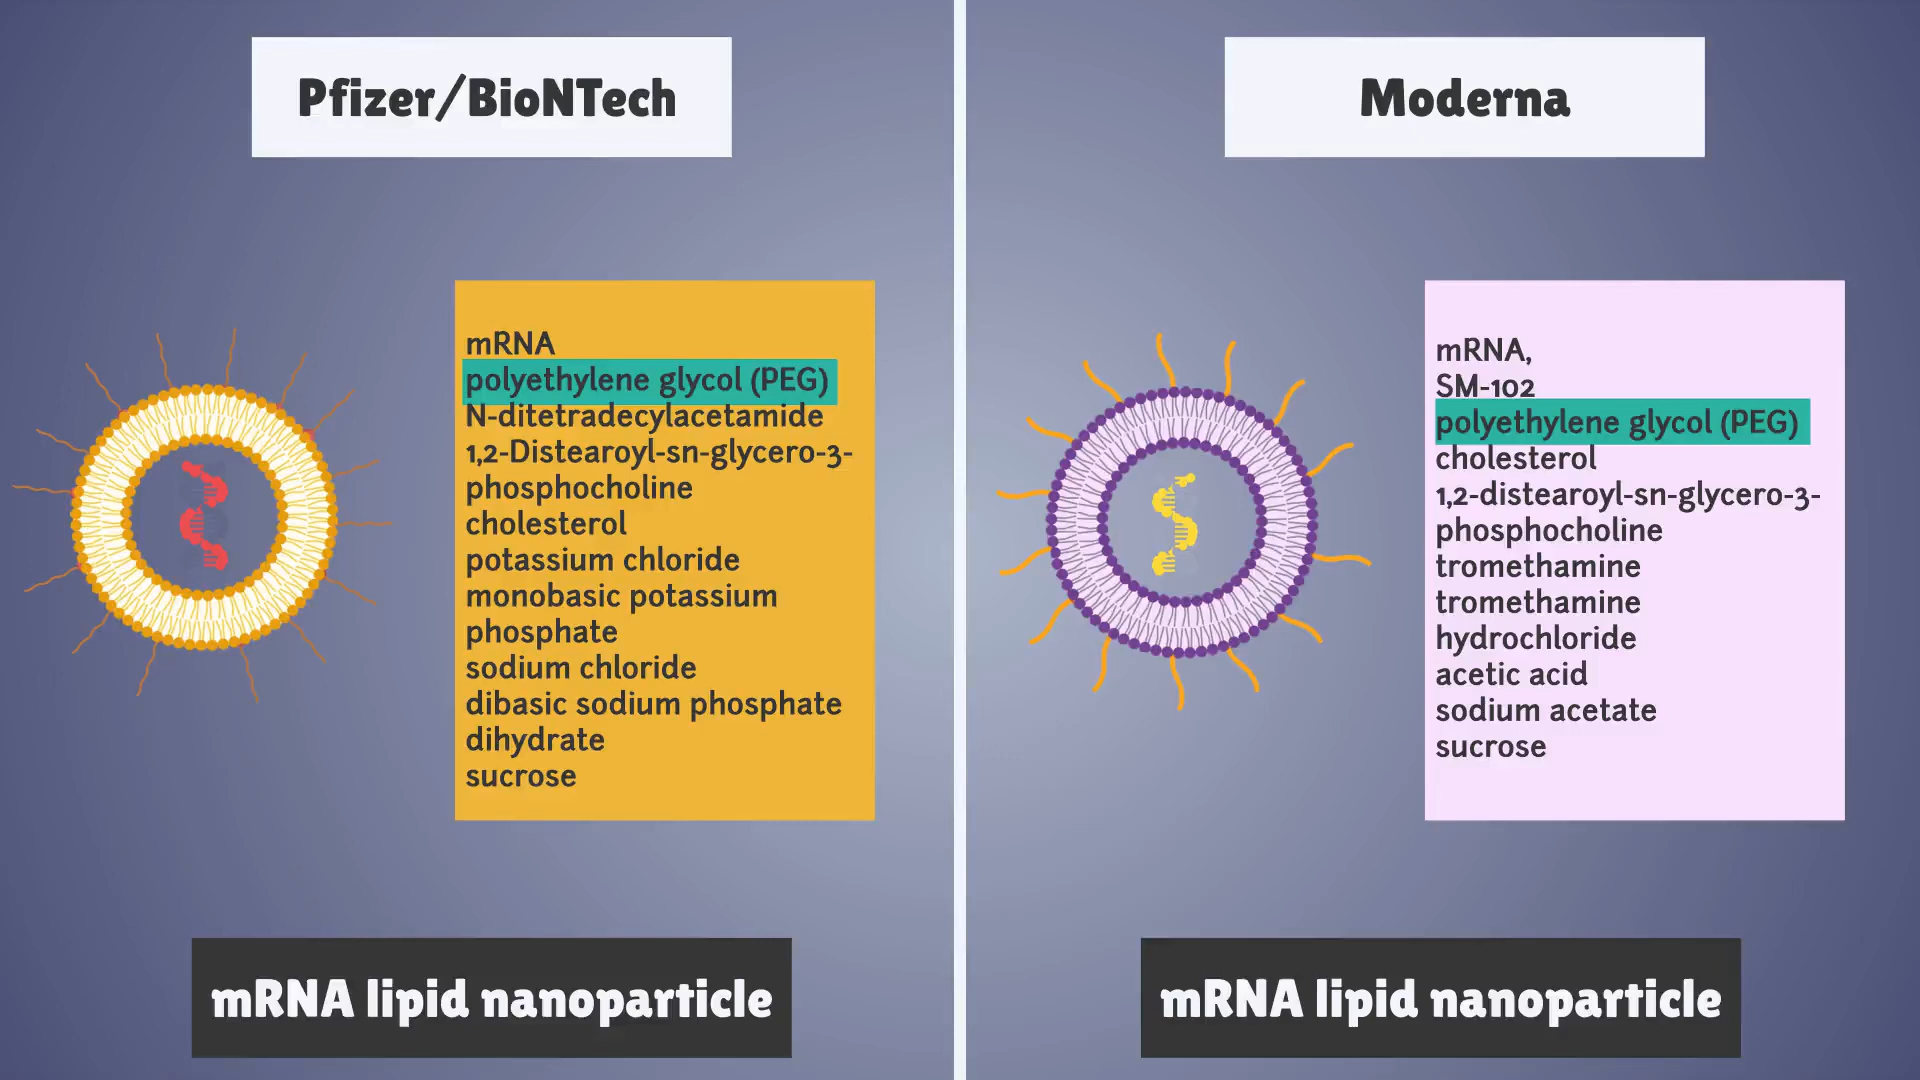 Pfizer/BioNTech
mRNA
polyethylene glycol (PEG)
N-ditetradecylacetamide
1,2-Distearoyl-sn-glycero-3-
phosphocholine
cholesterol
potassium chloride
monobasic potassium
phosphate
sodium chloride
dibasic sodium phosphate
dihydrate
sucrose
mRNA lipid nanoparticle
Moderna
mRNA,
SM-102
polyethylene glycol (PEG)
cholesterol
1,2-distearoyl-sn-glycero-3-
phosphocholine
tromethamine
tromethamine
hydrochloride
acetic acid
sodium acetate
sucrose
mRNA lipid nanoparticle